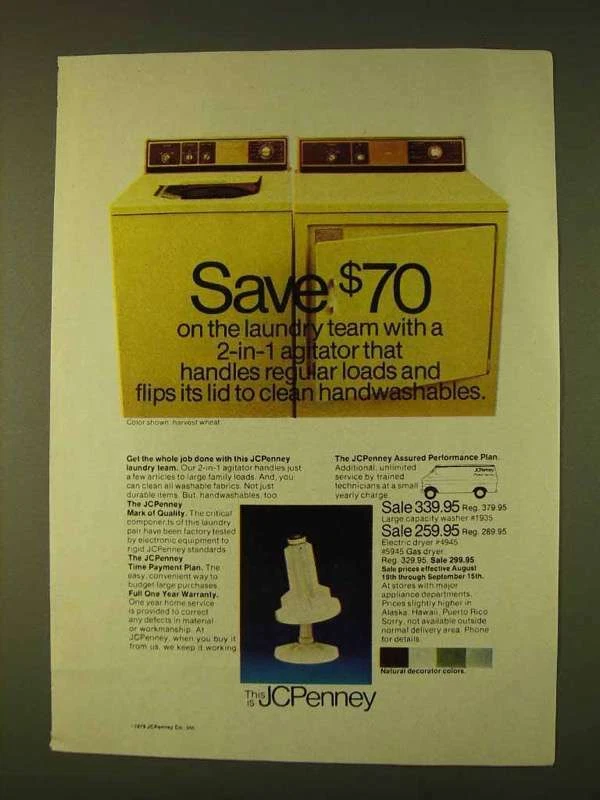 Save $70
on the laundry team with a
2-in-1 agitator that
handles regular loads and
flips its lid to clean handwashables.
Color shown: harvest wheat
Get the whole job done with this JCPenney
laundry team. Our 2-in-1 agitator handles just
a few articles to large family loads. And, you
can clean all washable fabrics. Not just
durable items. But, handwashables, too.
The JCPenney
Mark of Quality. The critical
components of this laundry
pair have been factory tested
by electronic equipment to
rigid JCPenney standards.
The JCPenney
Time Payment Plan. The
easy, convenient way to
budget large purchases.
Full One Year Warranty.
One year home service
is provided to correct
any defects in material
or workmanship. At
JCPenney, when you buy it
from us, we keep it working.
The JCPenney Assured Performance Plan.
Additional, unlimited
service by trained
technicians at a small
yearly charge.
JCPenney
Sale 339.95 Reg. 379.95
Large capacity washer #1935
Sale 259.95 Reg. 289.95
Electric dryer #4945
#5945 Gas dryer
Reg. 329.95, Sale 299.95
Sale prices effective August
19th through September 15th.
At stores with major
appliance departments.
Prices slightly higher in
Alaska, Hawaii, Puerto Rico
Sorry, not available outside
normal delivery area. Phone
for details.
Natural decorator colors.
This is JCPenney
1979 JCPenney Co., Inc.